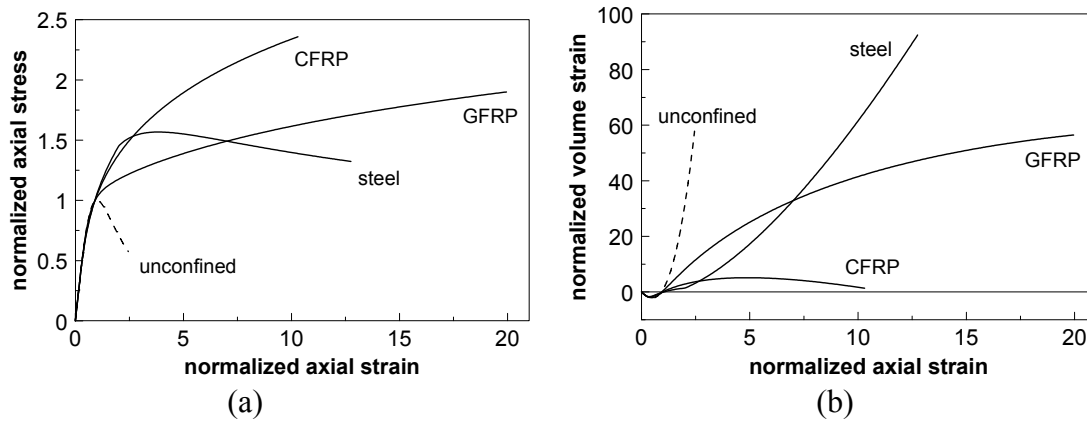 2.5
2
1.5
1
0.5
0
normalized axial stress
CFRP
GFRP
steel
unconfined
0 5 10 15 20
normalized axial strain
(a)
100
80
60
40
20
0
normalized volume strain
steel
unconfined
GFRP
CFRP
0 5 10 15 20
normalized axial strain
(b)